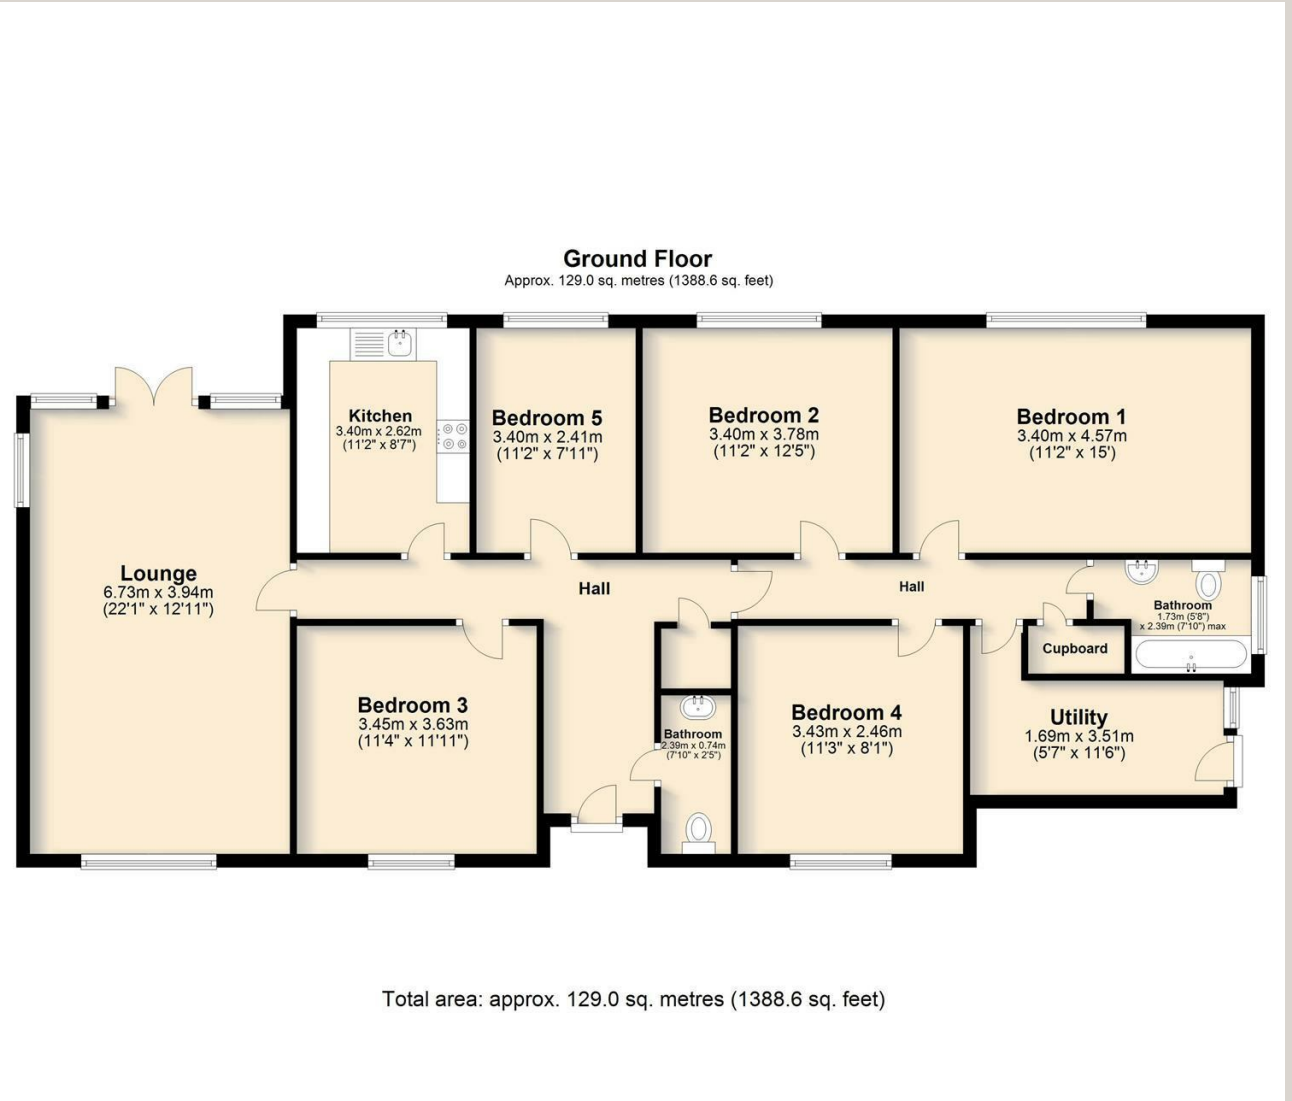 Ground Floor
Approx. 129.0 sq. metres (1388.6 sq. feet)
Kitchen
3.40m x 2.62m
(11'2" x 8'7")
Bedroom 5
3.40m x 2.41m
(11'2" x 7'11")
Bedroom 2
3.40m x 3.78m
(11'2" x 12'5")
Bedroom 1
3.40m x 4.57m
(11'2" x 15')
Lounge
6.73m x 3.94m
(22'1" x 12'11")
Hall
Hall
Bathroom
1.73m (5'8")
x 2.39m (7'10") max
Cupboard
Bedroom 3
3.45m x 3.63m
(11'4" x 11'11")
Bathroom
2.39m x 0.74m
(7'10" x 2'5")
Bedroom 4
3.43m x 2.46m
(11'3" x 8'1")
Utility
1.69m x 3.51m
(5'7" x 11'6")
Total area: approx. 129.0 sq. metres (1388.6 sq. feet)